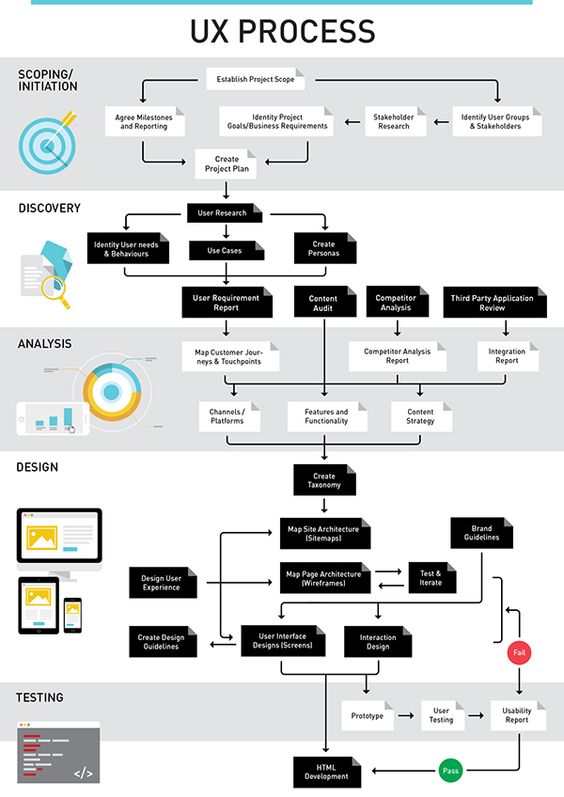 UX PROCESS
SCOPING/
INITIATION
Establish Project Scope
Agree Milestones
and Reporting
Identity Project
Goals/Business Requirements
Stakeholder
Research
Identify User Groups
& Stakeholders
Create
Project Plan
DISCOVERY
User Research
Identity User needs
& Behaviours
Use Cases
Create
Personas
User Requirement
Report
Content
Audit
Competitor
Analysis
Third Party Application
Review
ANALYSIS
Map Customer Jour-
neys & Touchpoints
Competitor Analysis
Report
Integration
Report
Channels /
Platforms
Features and
Functionality
Content
Strategy
DESIGN
Create
Taxonomy
Map Site Architecture
(Sitemaps)
Brand
Guidelines
Design User
Experience
Map Page Architecture
(Wireframes)
Test &
Iterate
Create Design
Guidelines
User Interface
Designs (Screens)
Interaction
Design
Fail
TESTING
Prototype
User
Testing
Usability
Report
</>
HTML
Development
Pass